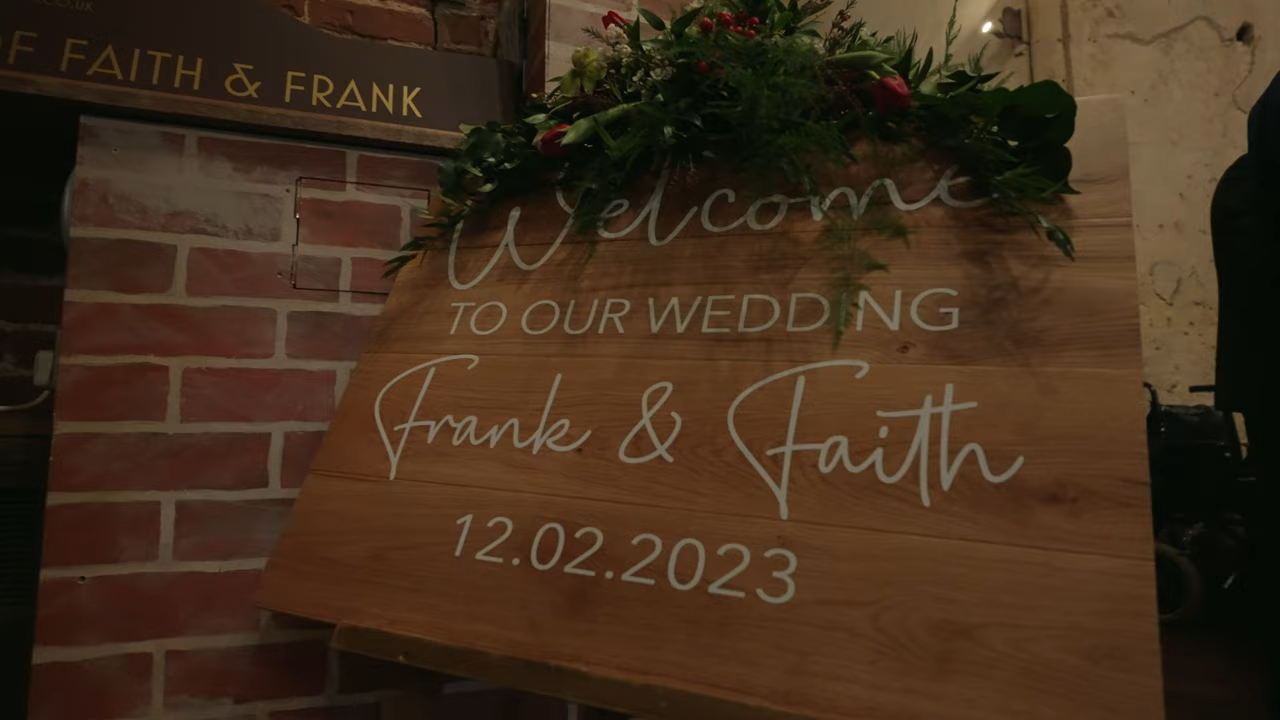 OF FAITH & FRANK
Welcome
TO OUR WEDDING
Frank & Faith
12.02.2023